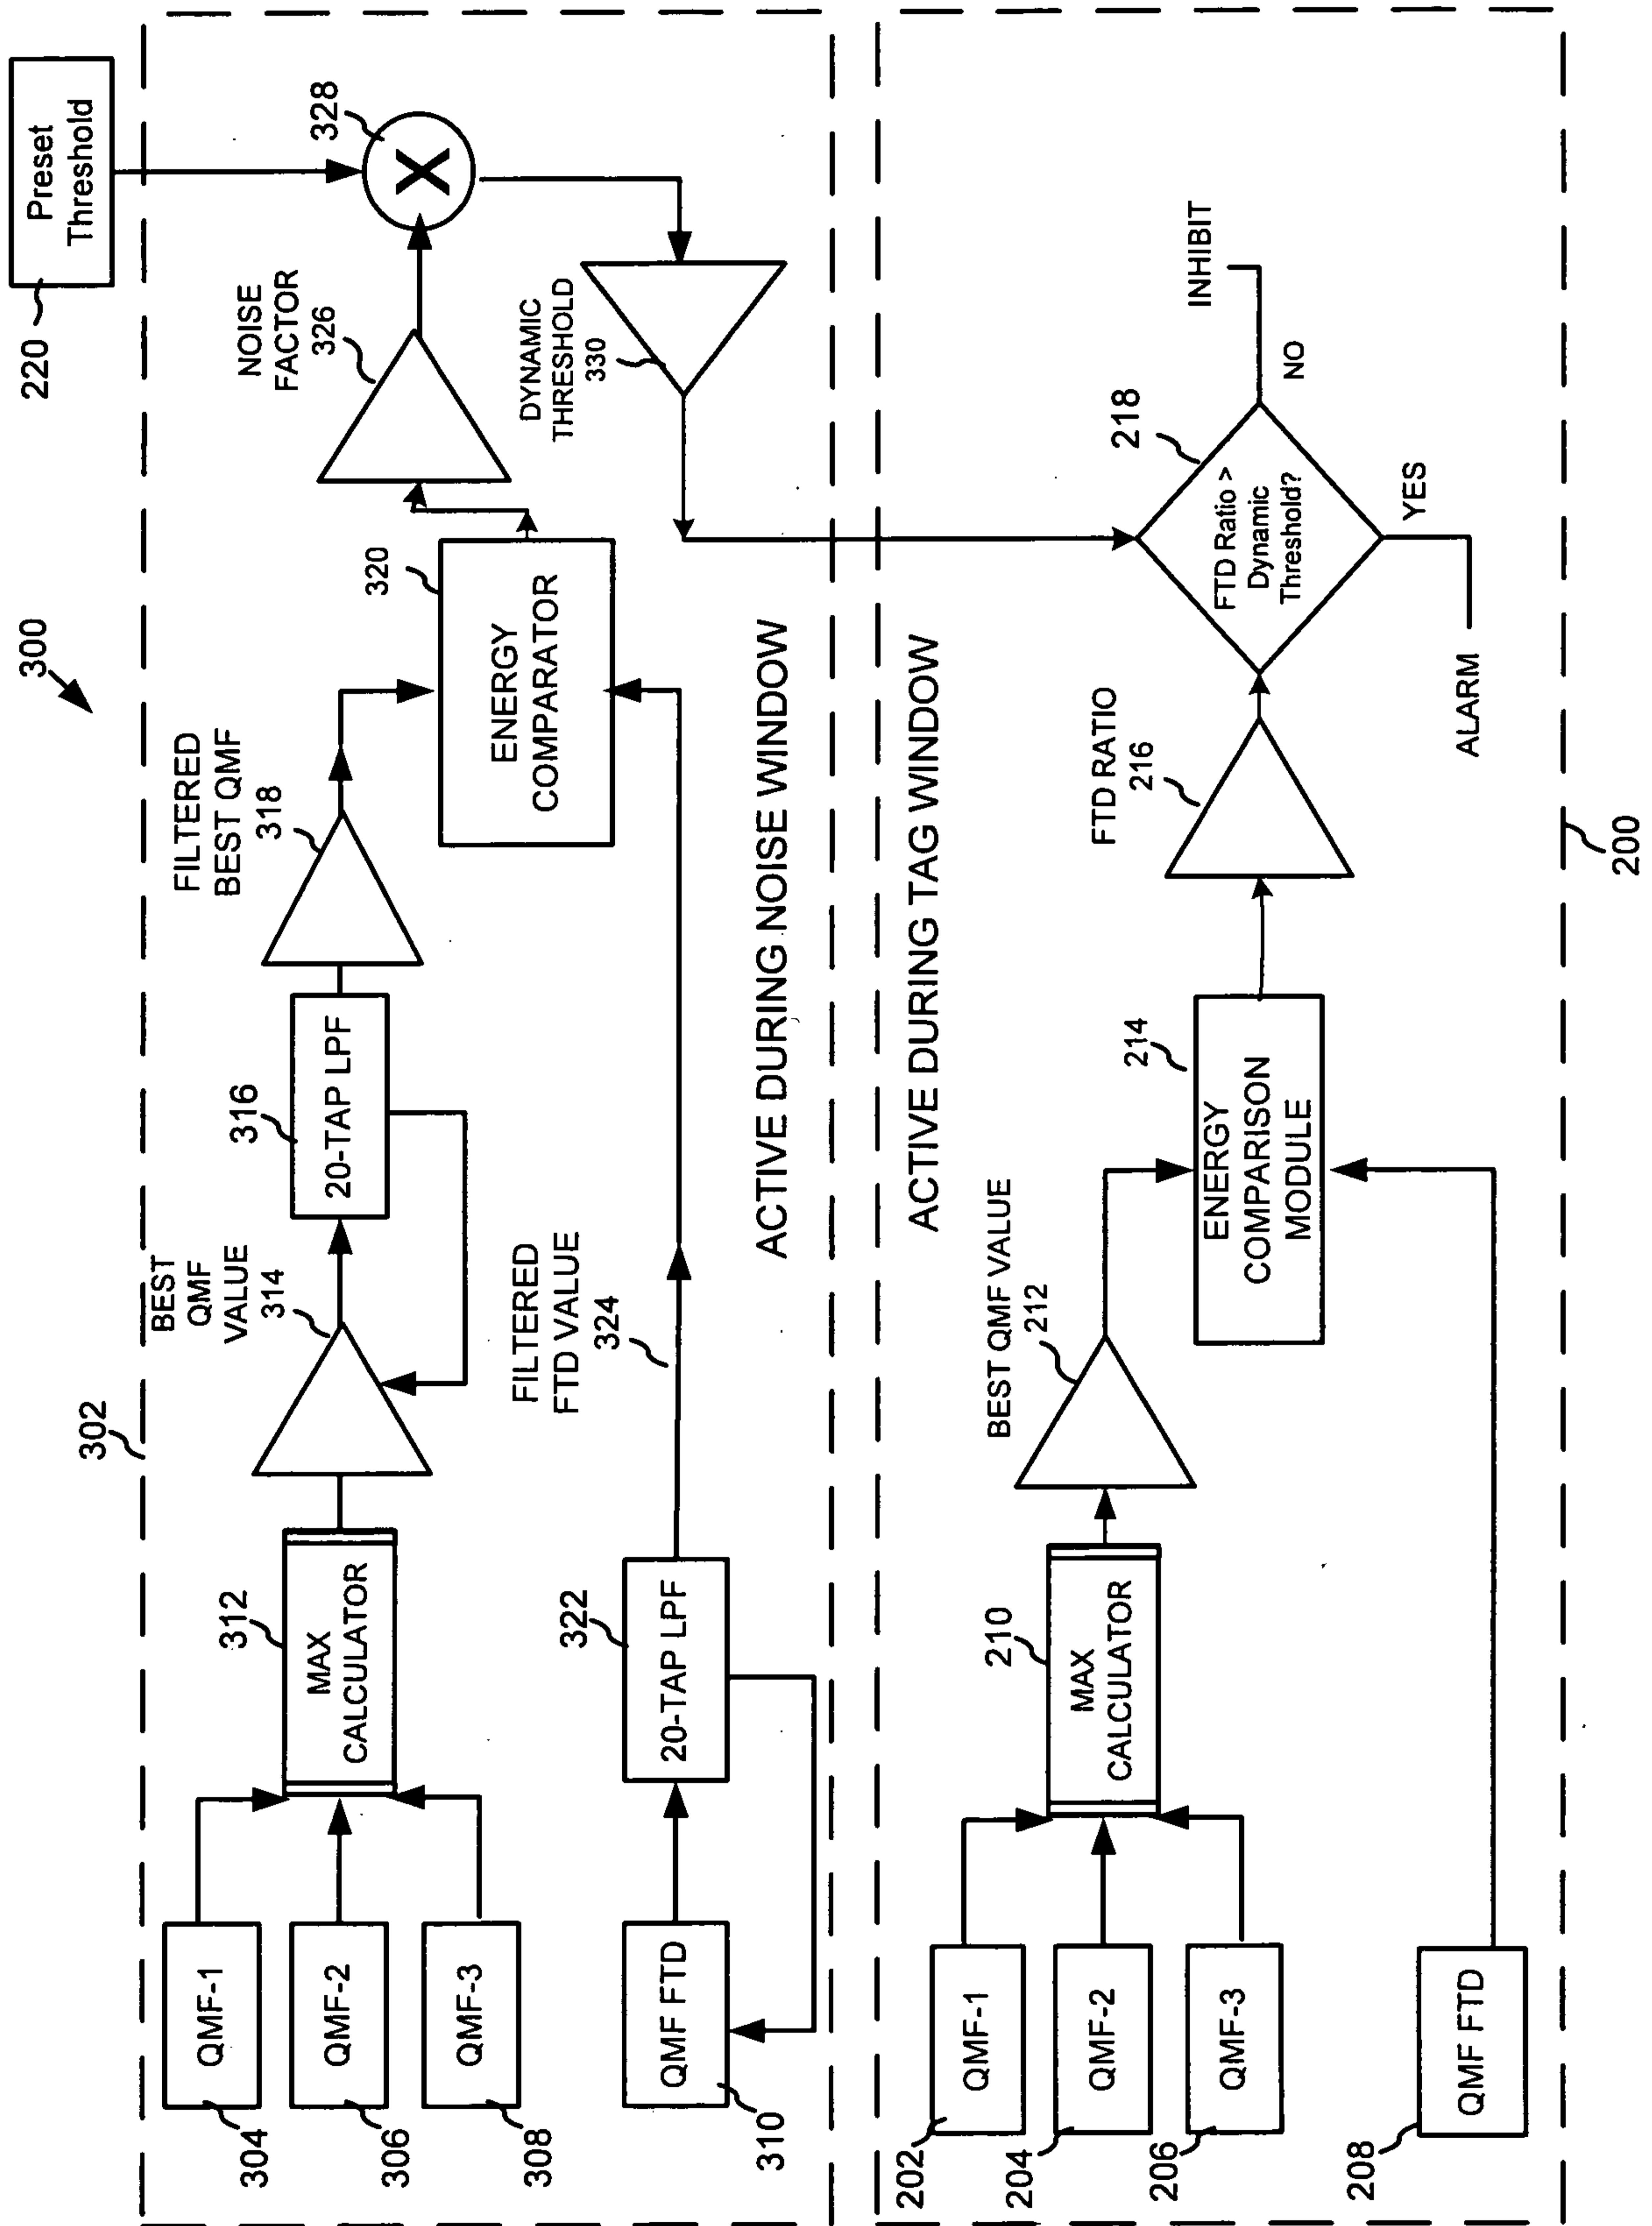 300
220
Preset
Threshold
302
304
QMF-1
306
QMF-2
308
QMF-3
312
MAX
CALCULATOR
BEST
QMF
VALUE
314
316
20-TAP LPF
FILTERED
BEST QMF
318
320
ENERGY
COMPARATOR
NOISE
FACTOR
326
328
X
310
QMF FTD
322
20-TAP LPF
FILTERED
FTD VALUE
324
DYNAMIC
THRESHOLD
330
ACTIVE DURING NOISE WINDOW
ACTIVE DURING TAG WINDOW
202
QMF-1
204
QMF-2
206
QMF-3
208
QMF FTD
210
MAX
CALCULATOR
BEST QMF VALUE
212
214
ENERGY
COMPARISON
MODULE
FTD RATIO
216
218
FTD Ratio >
Dynamic
Threshold?
INHIBIT
NO
YES
ALARM
200